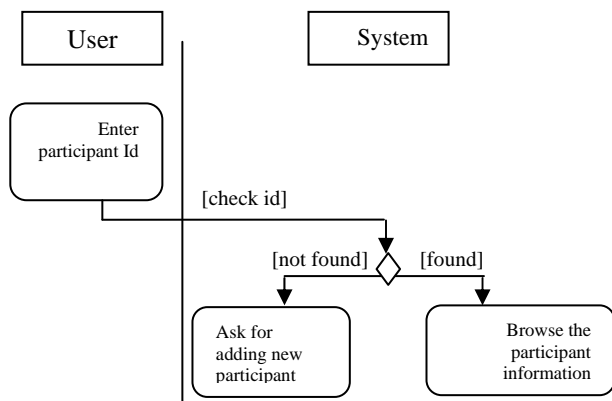 User
System
Enter
participant Id
[check id]
[not found]
[found]
Ask for
adding new
participant
Browse the
participant
information